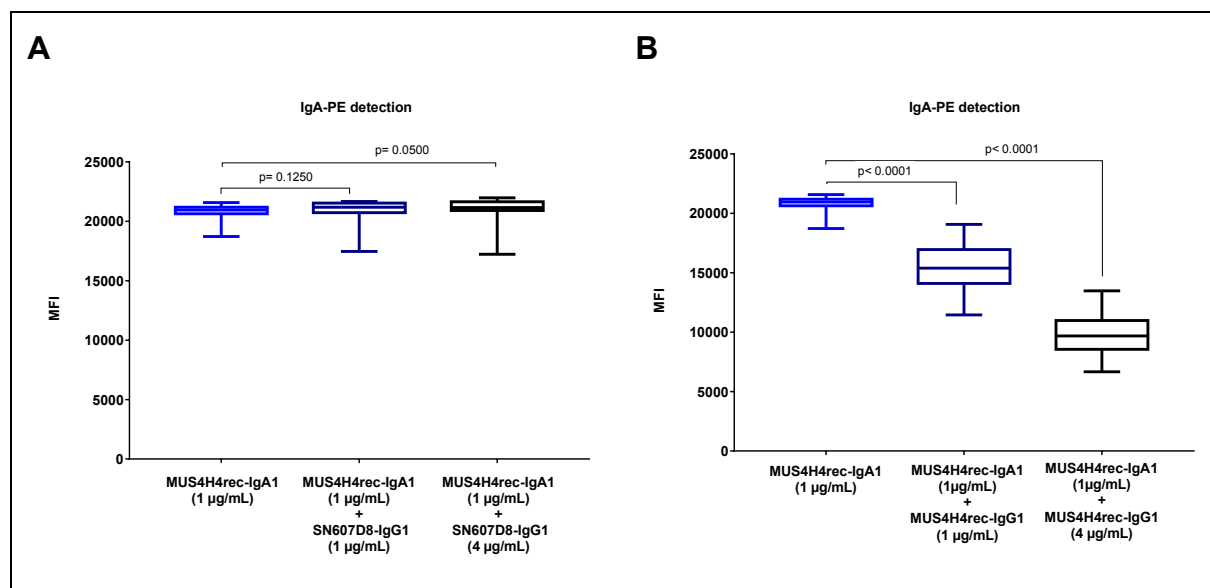 A
IgA-PE detection
p= 0.0500
p= 0.1250
25000
20000
15000
10000
5000
0
MFI
MUS4H4rec-IgA1
(1 µg/mL)
MUS4H4rec-IgA1
(1 µg/mL)
+
SN607D8-IgG1
(1 µg/mL)
MUS4H4rec-IgA1
(1 µg/mL)
+
SN607D8-IgG1
(4 µg/mL)
B
IgA-PE detection
p< 0.0001
p< 0.0001
25000
20000
15000
10000
5000
0
MFI
MUS4H4rec-IgA1
(1 µg/mL)
MUS4H4rec-IgA1
(1µg/mL)
+
MUS4H4rec-IgG1
(1 µg/mL)
MUS4H4rec-IgA1
(1µg/mL)
+
MUS4H4rec-IgG1
(4 µg/mL)